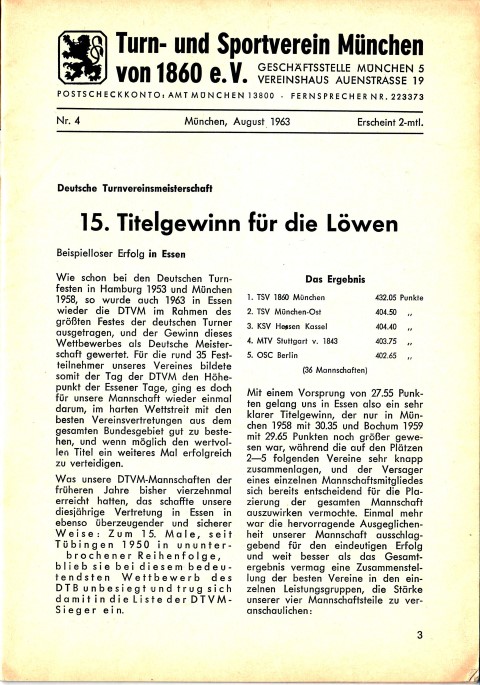 Turn- und Sportverein München
von 1860 e.V.
GESCHÄFTSSTELLE MÜNCHEN 5
VEREINSHAUS AUENSTRASSE 19
POSTSCHECKKONTO: AMT MÜNCHEN 13800 · FERNSPRECHER NR. 223373
Nr. 4 München, August 1963 Erscheint 2-mtl.
Deutsche Turnvereinsmeisterschaft
15. Titelgewinn für die Löwen
Beispielloser Erfolg in Essen
Wie schon bei den Deutschen Turn-
festen in Hamburg 1953 und München
1958, so wurde auch 1963 in Essen
wieder die DTVM im Rahmen des
größten Festes der deutschen Turner
ausgetragen, und der Gewinn dieses
Wettbewerbes als Deutsche Meister-
schaft gewertet. Für die rund 35 Fest-
teilnehmer unseres Vereines bildete
somit der Tag der DTVM den Höhe-
punkt der Essener Tage, ging es doch
für unsere Mannschaft wieder einmal
darum, im harten Wettstreit mit den
besten Vereinsvertretungen aus dem
gesamten Bundesgebiet gut zu beste-
hen, und wenn möglich den wertvol-
len Titel ein weiteres Mal erfolgreich
zu verteidigen.
Was unsere DTVM-Mannschaften der
früheren Jahre bisher vierzehnmal
erreicht hatten, das schaffte unsere
diesjährige Vertretung in Essen in
ebenso überzeugender und sicherer
Weise: Zum 15. Male, seit
Tübingen 1950 in ununter-
brochener Reihenfolge,
blieb sie bei diesem bedeu-
tendsten Wettbewerb des
DTB unbesiegt und trug sich
damit in die Liste der DTVM-
Sieger ein.
Das Ergebnis
1. TSV 1860 München 432.05 Punkte
2. TSV München-Ost 404.50 „
3. KSV Hessen Kassel 404.40 „
4. MTV Stuttgart v. 1843 403.75 „
5. OSC Berlin 402.65 „
(36 Mannschaften)
Mit einem Vorsprung von 27.55 Punk-
ten gelang uns in Essen also ein sehr
klarer Titelgewinn, der nur in Mün-
chen 1958 mit 30.35 und Bochum 1959
mit 29.65 Punkten noch größer gewe-
sen war, während die auf den Plätzen
2—5 folgenden Vereine sehr knapp
zusammenlagen, und der Versager
eines einzelnen Mannschaftsmitgliedes
sich bereits entscheidend für die Pla-
zierung der gesamten Mannschaft
auszuwirken vermochte. Einmal mehr
war die hervorragende Ausgeglichen-
heit unserer Mannschaft ausschlag-
gebend für den eindeutigen Erfolg
und weit besser als das Gesamt-
ergebnis vermag eine Zusammenstel-
lung der besten Vereine in den ein-
zelnen Leistungsgruppen, die Stärke
unserer vier Mannschaftsteile zu ver-
anschaulichen:
3